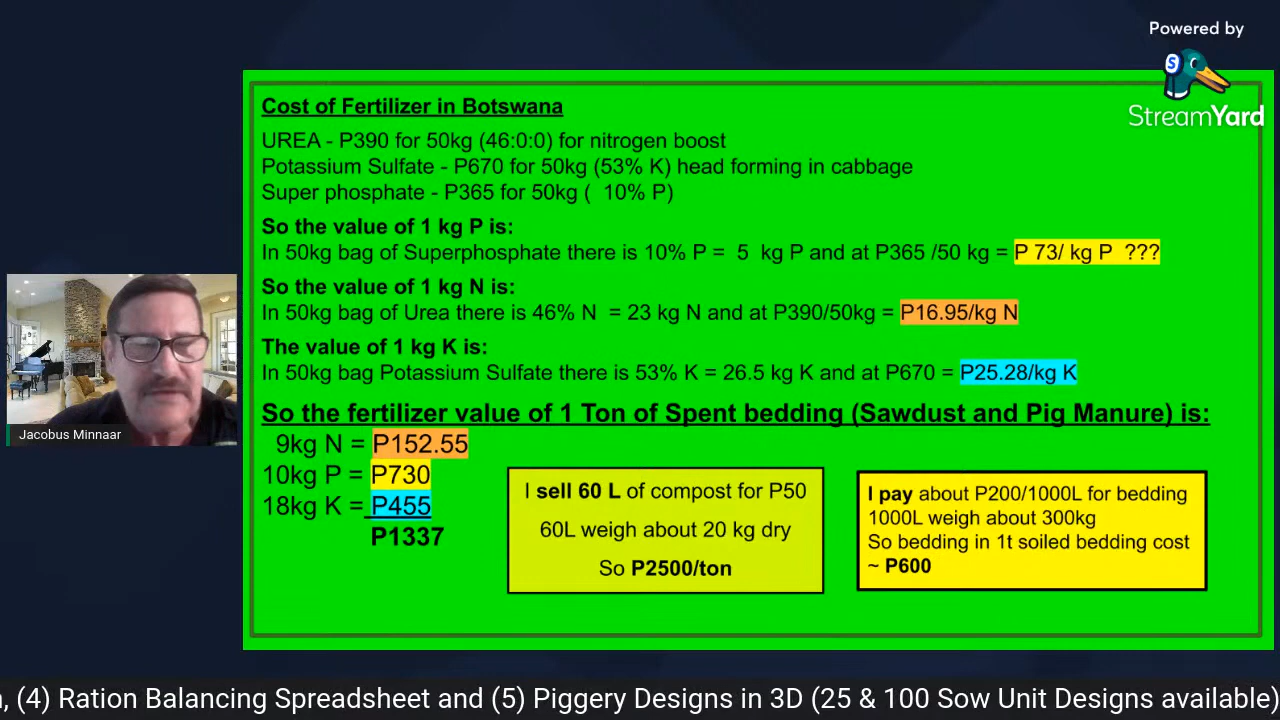 Powered by
StreamYard
Cost of Fertilizer in Botswana
UREA - P390 for 50kg (46:0:0) for nitrogen boost
Potassium Sulfate - P670 for 50kg (53% K) head forming in cabbage
Super phosphate - P365 for 50kg ( 10% P)
So the value of 1 kg P is:
In 50kg bag of Superphosphate there is 10% P = 5 kg P and at P365 /50 kg = P 73/ kg P ???
So the value of 1 kg N is:
In 50kg bag of Urea there is 46% N = 23 kg N and at P390/50kg = P16.95/kg N
The value of 1 kg K is:
In 50kg bag Potassium Sulfate there is 53% K = 26.5 kg K and at P670 = P25.28/kg K
So the fertilizer value of 1 Ton of Spent bedding (Sawdust and Pig Manure) is:
9kg N = P152.55
10kg P = P730
18kg K = P455
P1337
I sell 60 L of compost for P50
60L weigh about 20 kg dry
So P2500/ton
I pay about P200/1000L for bedding
1000L weigh about 300kg
So bedding in 1t soiled bedding cost
~ P600
Jacobus Minnaar
, (4) Ration Balancing Spreadsheet and (5) Piggery Designs in 3D (25 & 100 Sow Unit Designs available)